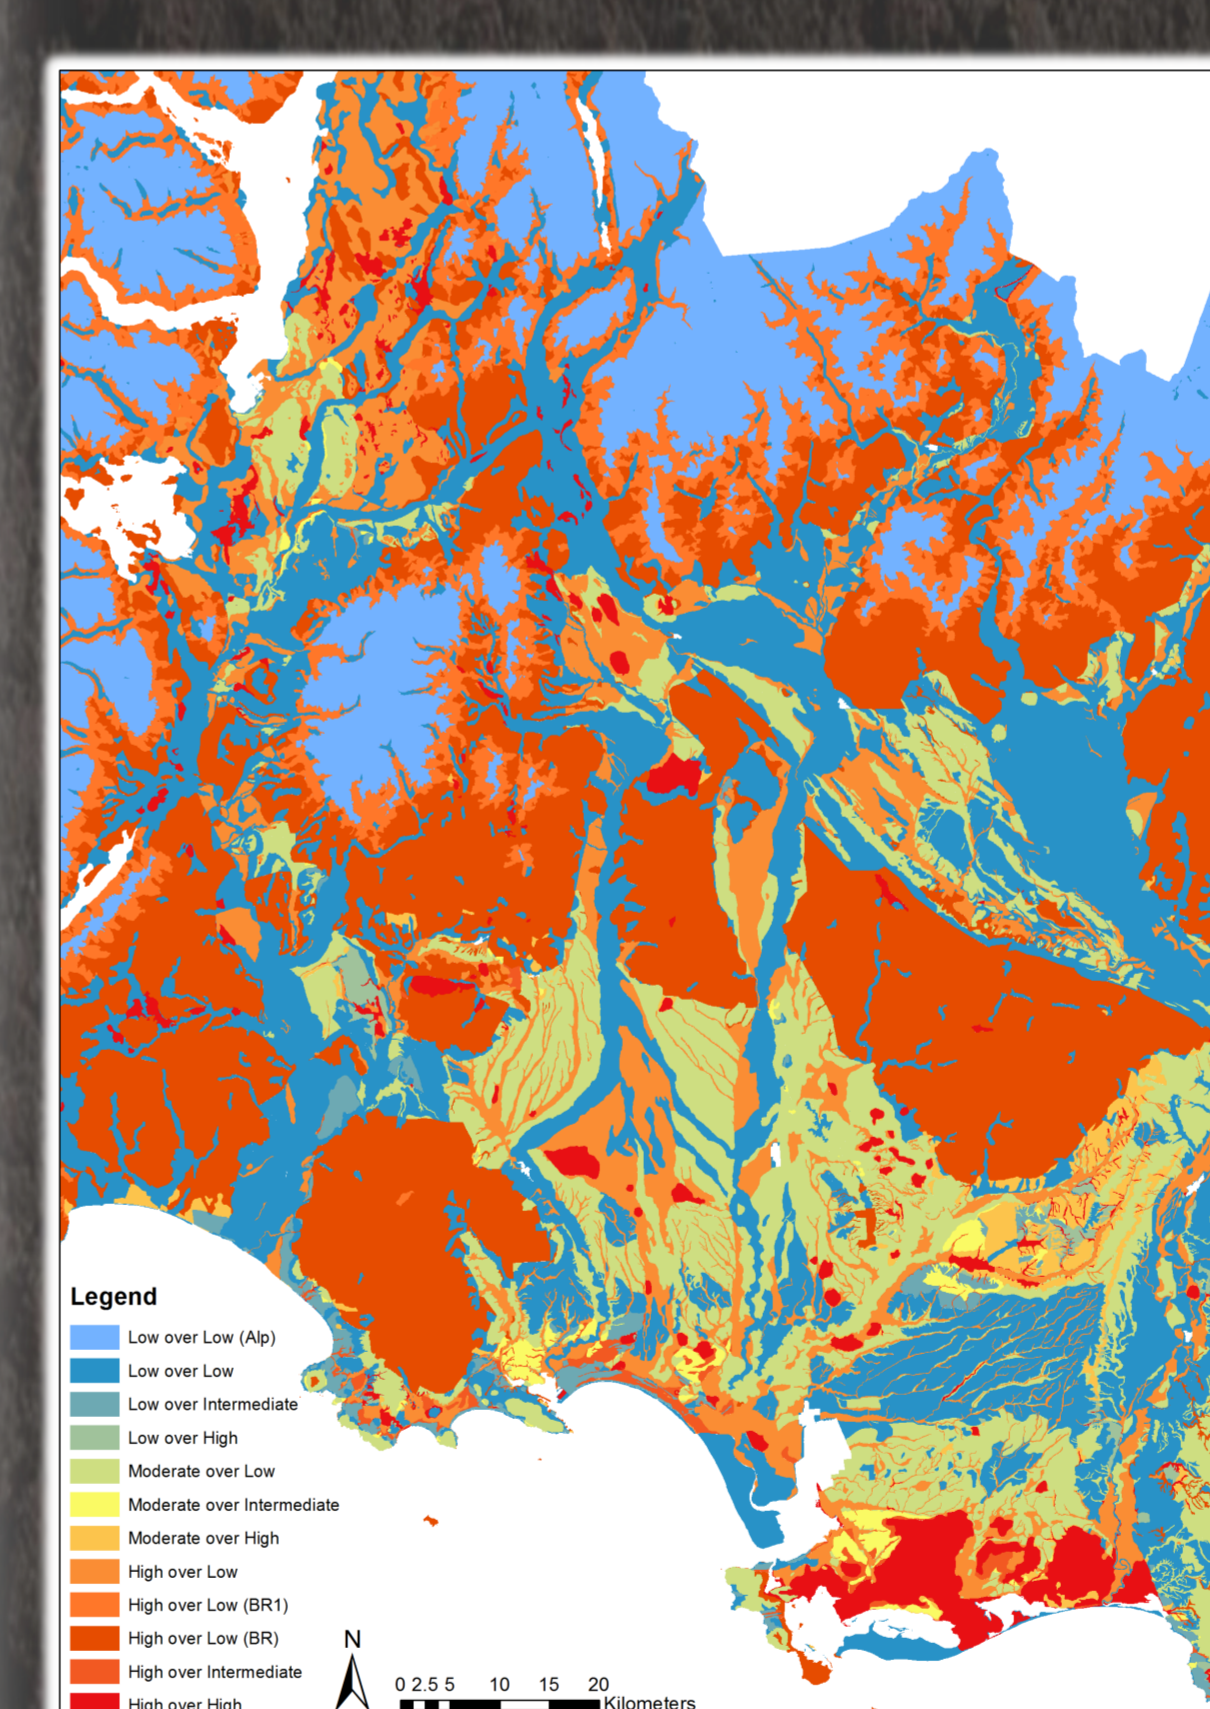 Legend
Low over Low (Alp)
Low over Low
Low over Intermediate
Low over High
Moderate over Low
Moderate over Intermediate
Moderate over High
High over Low
High over Low (BR1)
High over Low (BR)
High over Intermediate
High over High
N
0 2.5 5 10 15 20
Kilometers